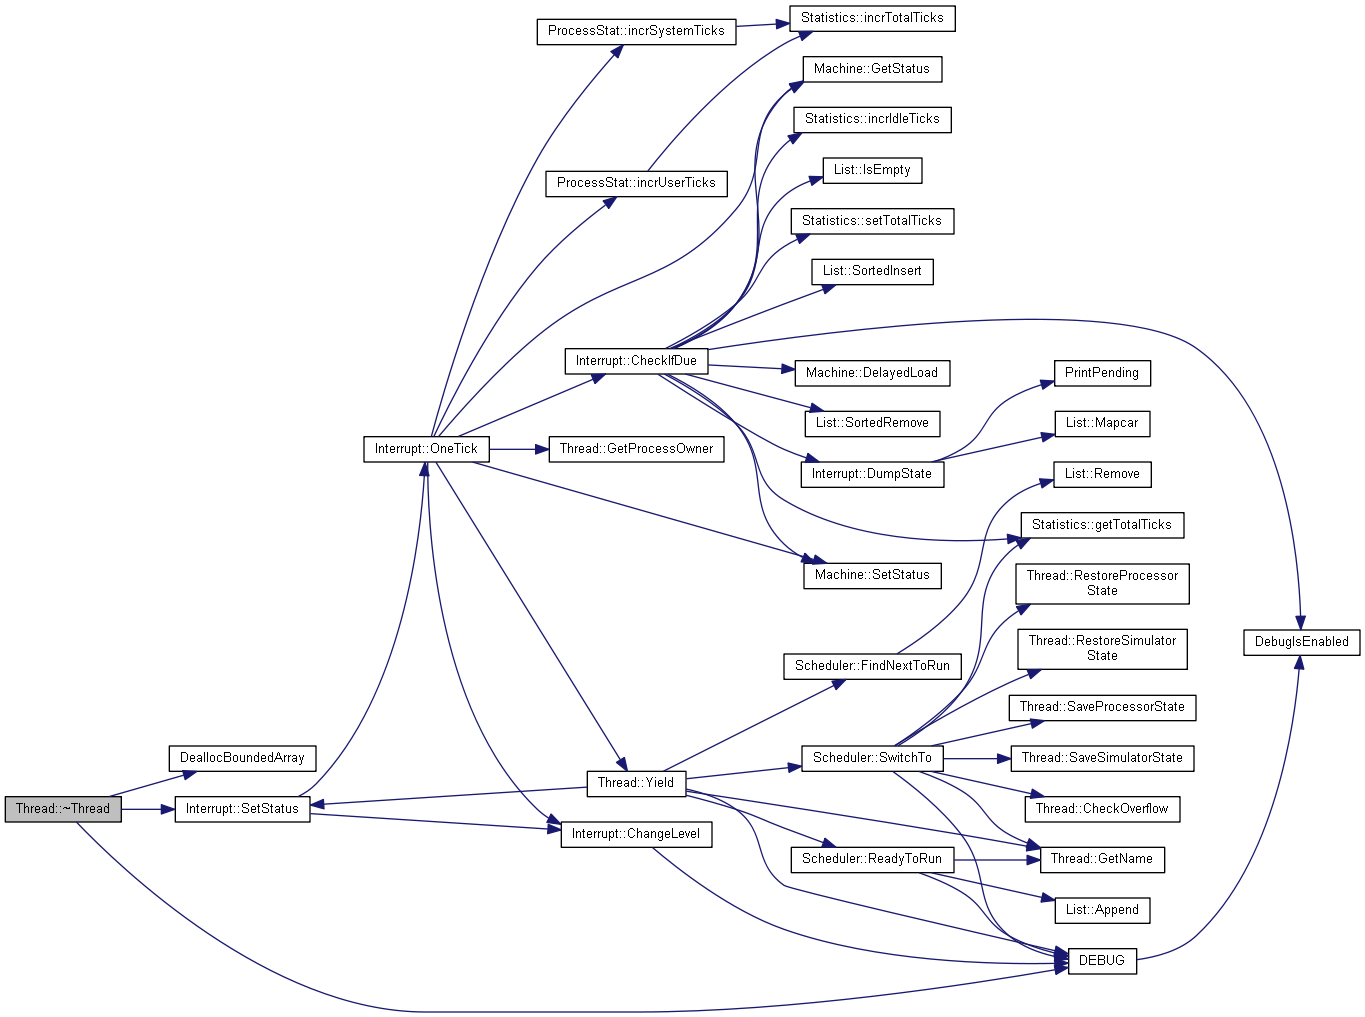 Statistics::incrTotalTicks
ProcessStat::incrSystemTicks
Machine::GetStatus
Statistics::incrIdleTicks
List::IsEmpty
ProcessStat::incrUserTicks
Statistics::setTotalTicks
List::SortedInsert
Interrupt::CheckIfDue
Machine::DelayedLoad
PrintPending
List::SortedRemove
List::Mapcar
Interrupt::OneTick
Thread::GetProcessOwner
Interrupt::DumpState
List::Remove
Statistics::getTotalTicks
Machine::SetStatus
Thread::RestoreProcessor
State
Thread::RestoreSimulator
State
DebugIsEnabled
Scheduler::FindNextToRun
Thread::SaveProcessorState
DeallocBoundedArray
Scheduler::SwitchTo
Thread::SaveSimulatorState
Thread::Yield
Thread::~Thread
Interrupt::SetStatus
Thread::CheckOverflow
Interrupt::ChangeLevel
Scheduler::ReadyToRun
Thread::GetName
List::Append
DEBUG